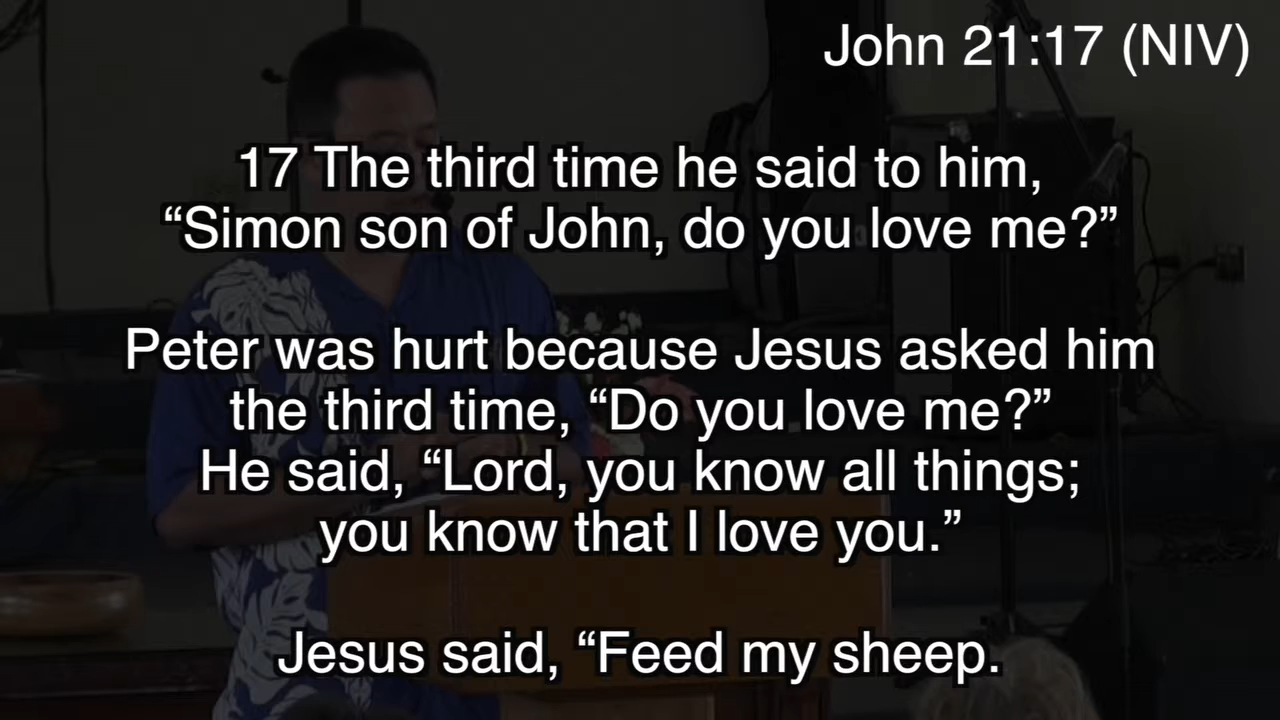 John 21:17 (NIV)
17 The third time he said to him,
“Simon son of John, do you love me?”
Peter was hurt because Jesus asked him
the third time, “Do you love me?”
He said, “Lord, you know all things;
you know that I love you.”
Jesus said, “Feed my sheep.